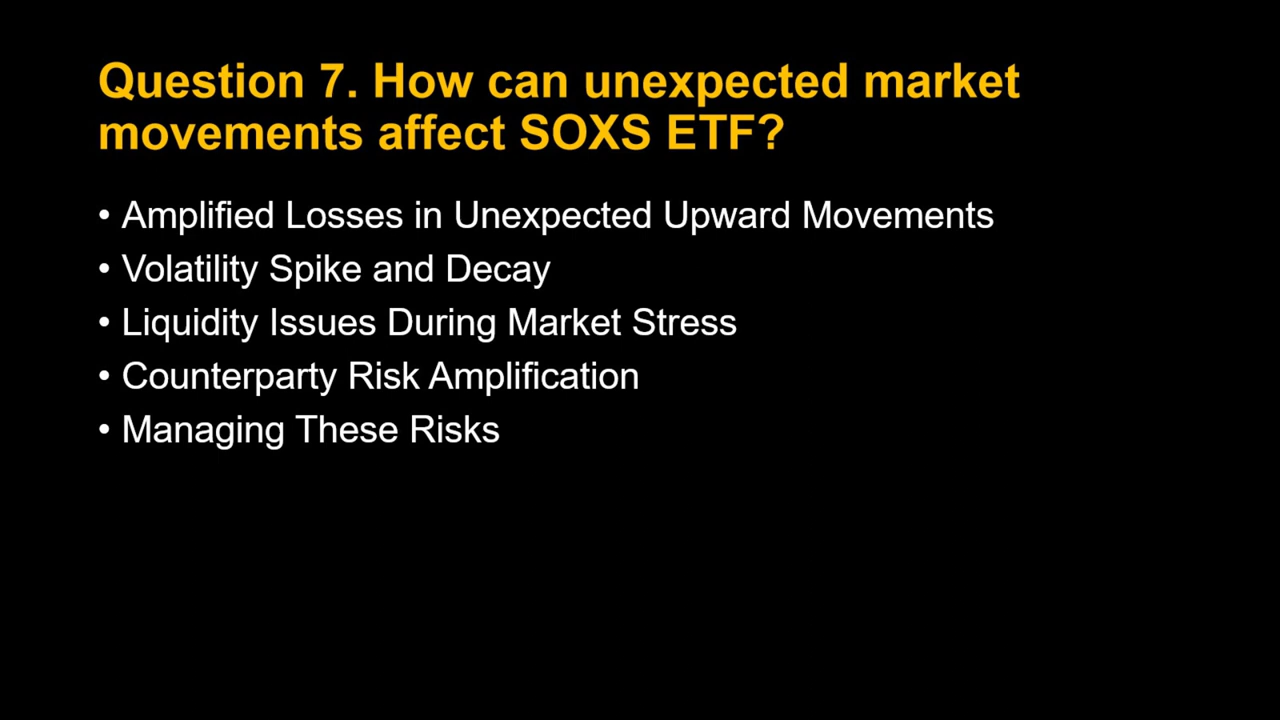 Question 7. How can unexpected market
movements affect SOXS ETF?
• Amplified Losses in Unexpected Upward Movements
• Volatility Spike and Decay
• Liquidity Issues During Market Stress
• Counterparty Risk Amplification
• Managing These Risks